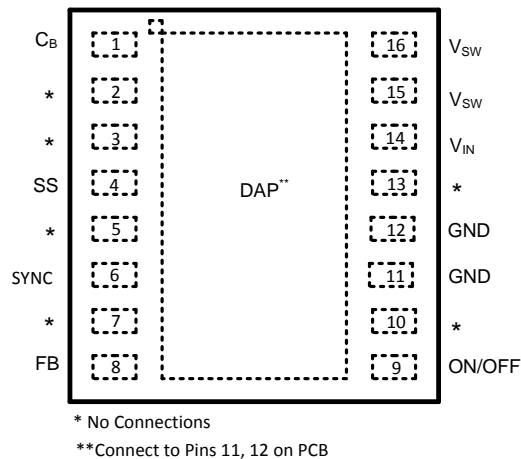 C_B 1 16 V_SW
* 2 15 V_SW
* 3 14 V_IN
SS 4 DAP** 13 *
* 5 12 GND
SYNC 6 11 GND
* 7 10 *
FB 8 9 ON/OFF
* No Connections
**Connect to Pins 11, 12 on PCB